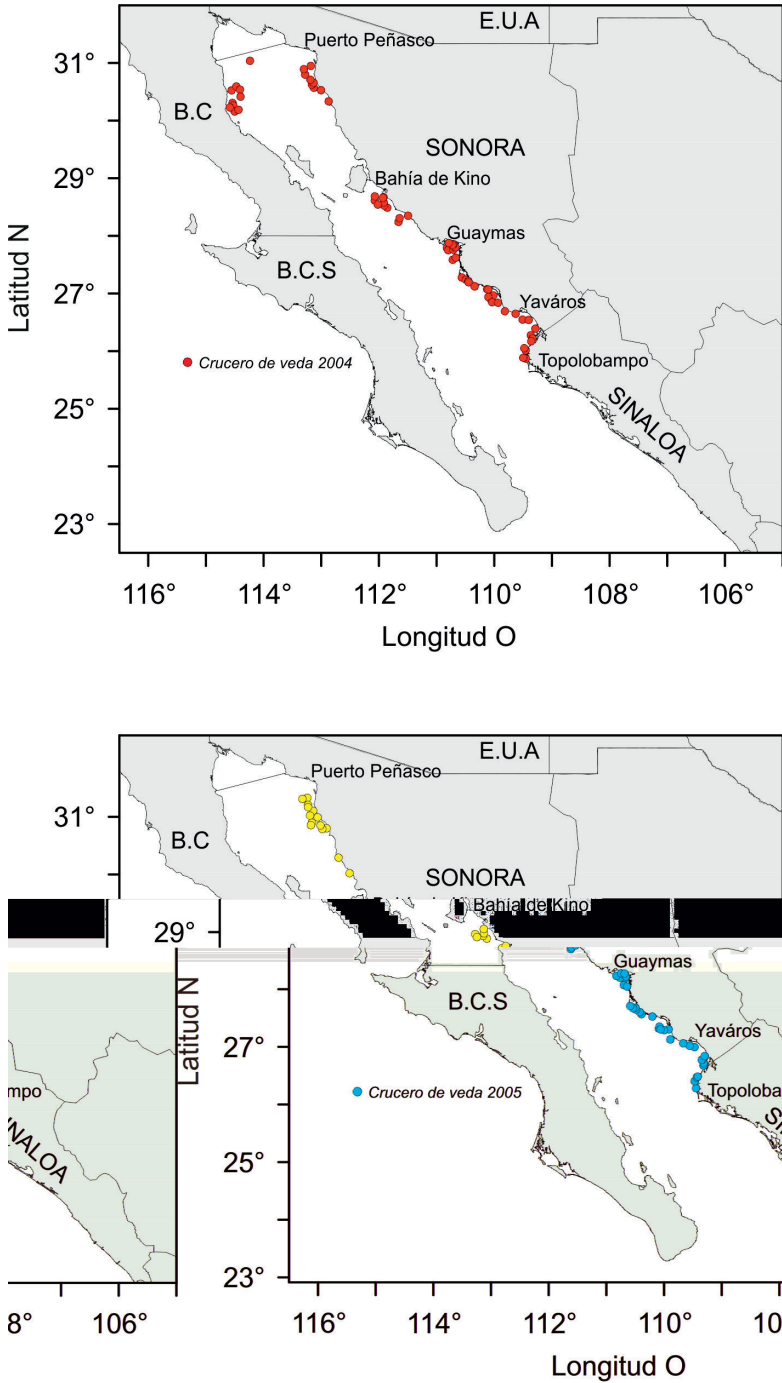 E.U.A
Puerto Peñasco
31°
B.C
SONORA
29°
Bahía de Kino
Guaymas
Latitud N
B.C.S
27°
Yaváros
Crucero de veda 2004
Topolobampo
25°
SINALOA
23°
116° 114° 112° 110° 108° 106°
Longitud O
E.U.A
Puerto Peñasco
31°
B.C
SONORA
Bahía de Kino
29°
Guaymas
Latitud N
B.C.S
27°
Yaváros
mpo
Crucero de veda 2005
Topoloba
NALOA
SI
25°
23°
8° 106° 116° 114° 112° 110° 10
Longitud O